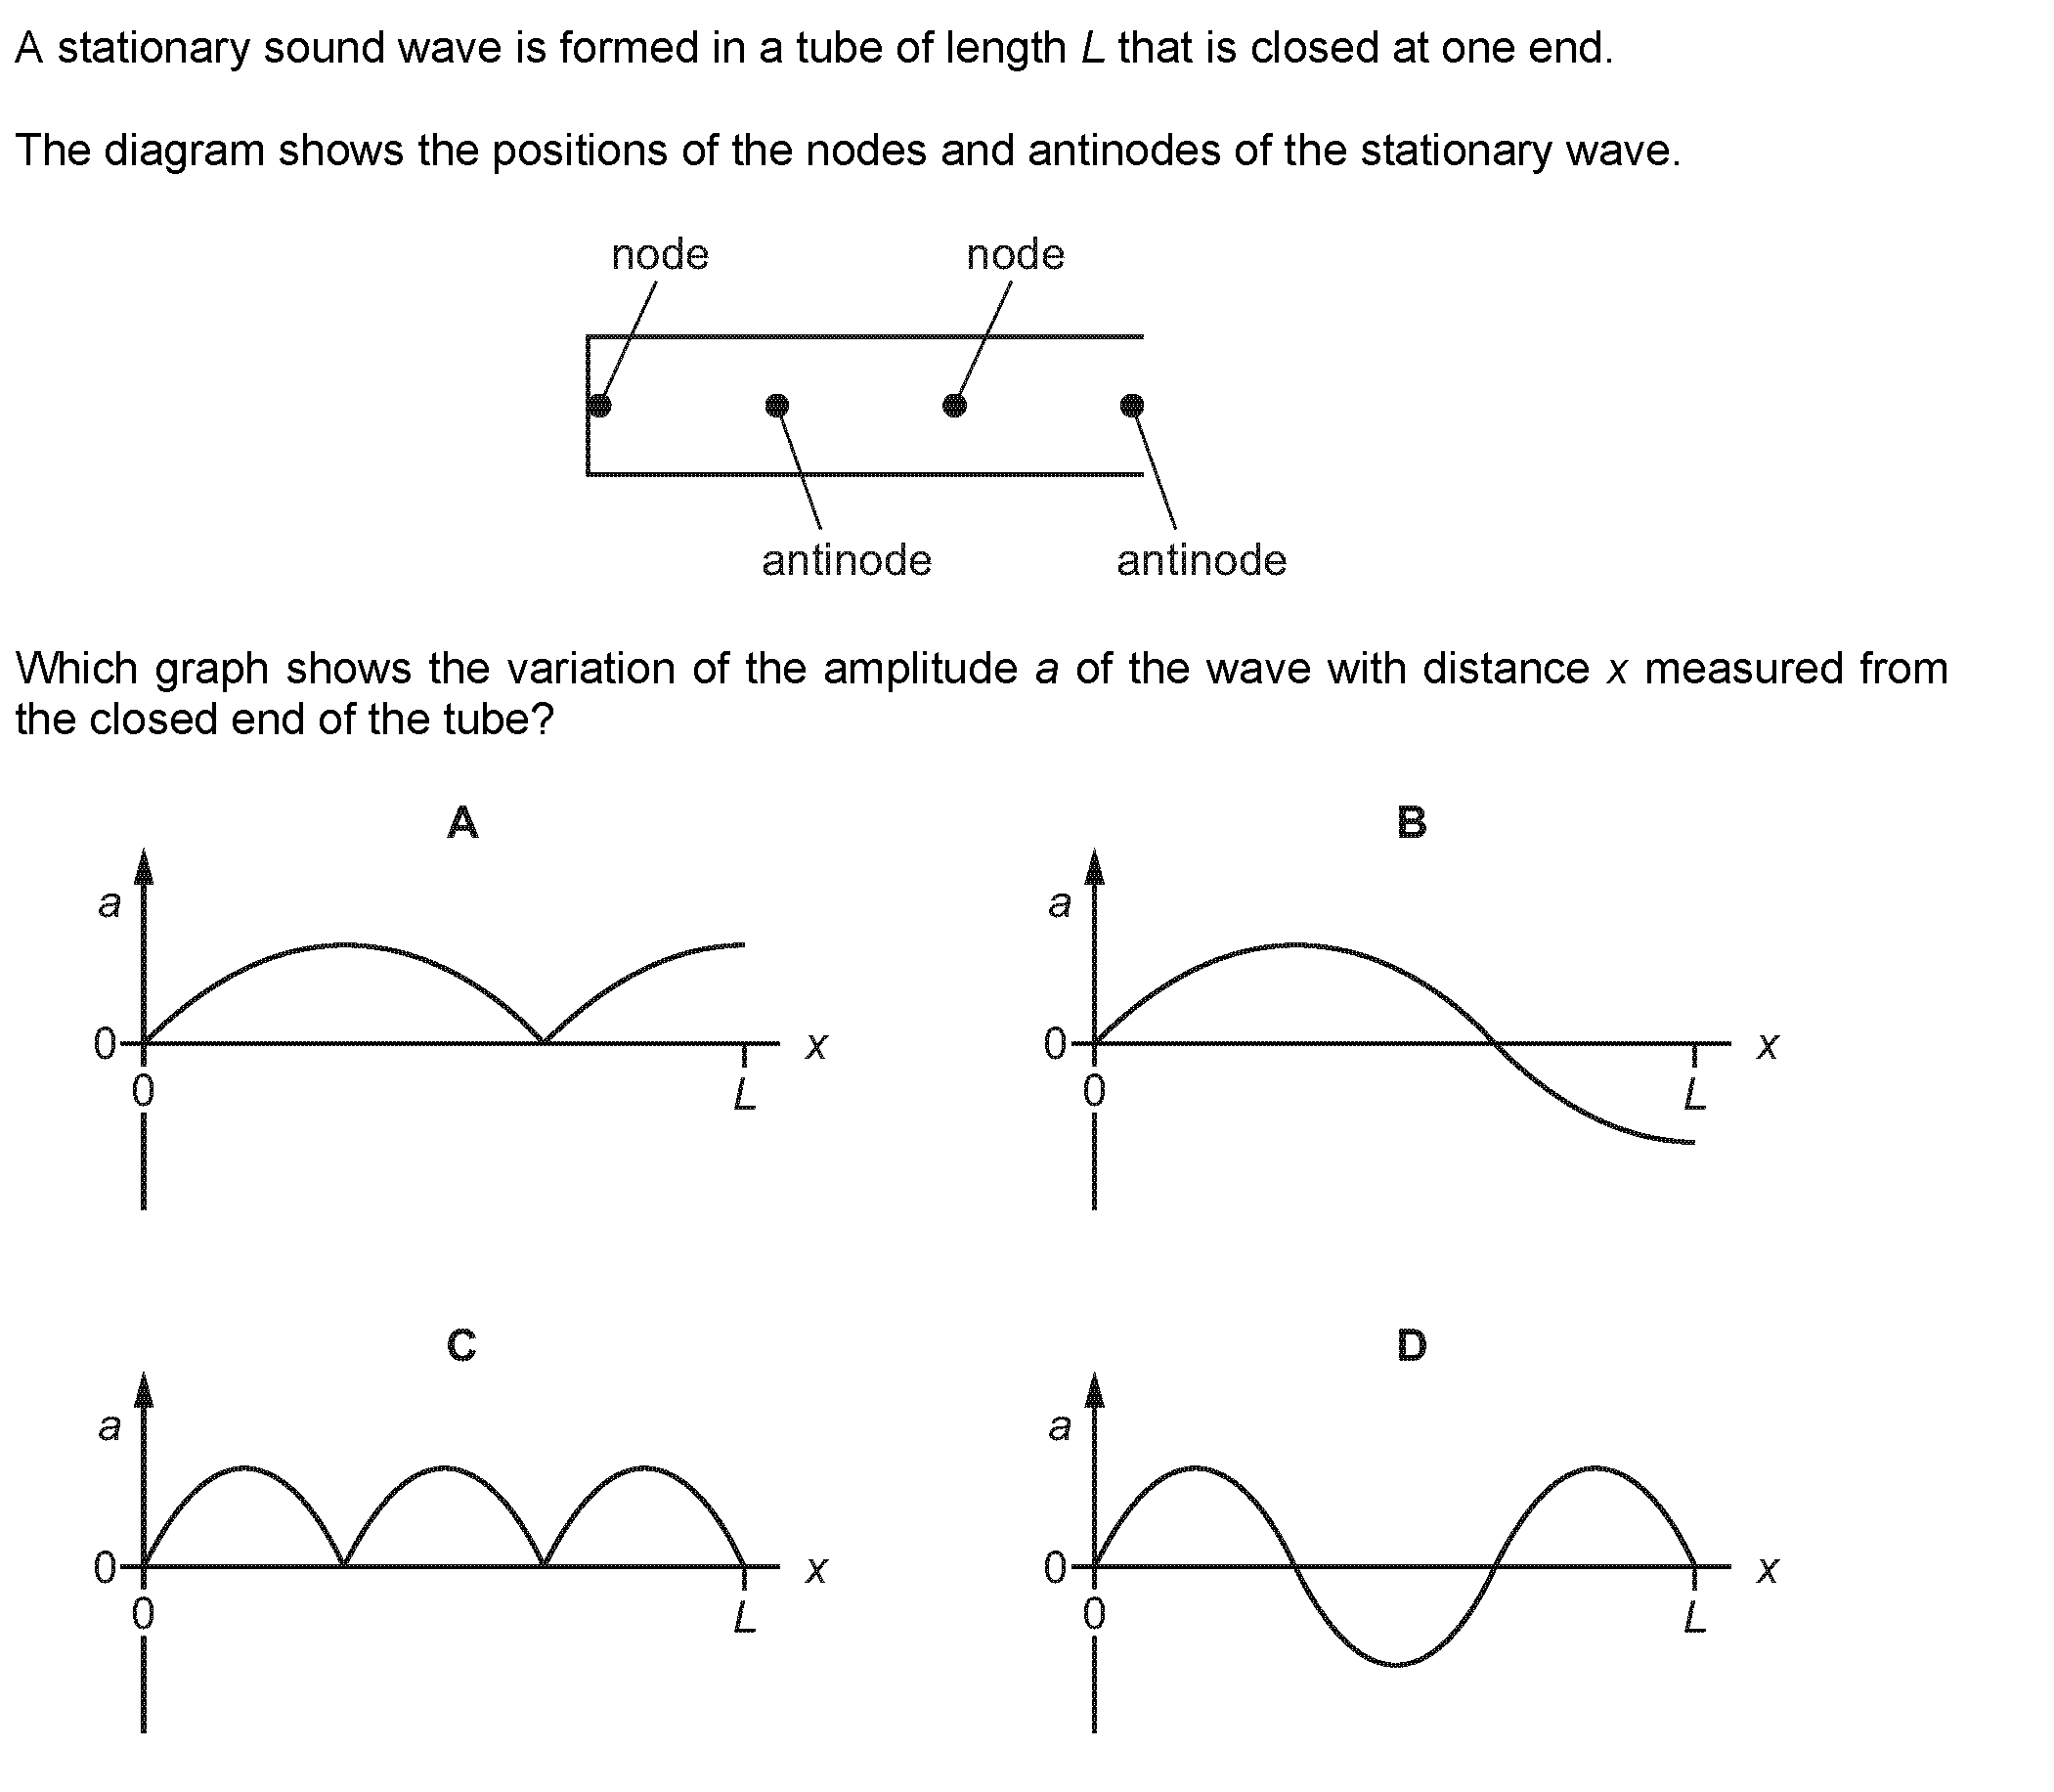 A stationary sound wave is formed in a tube of length L that is closed at one end.
The diagram shows the positions of the nodes and antinodes of the stationary wave.
node node
antinode antinode
Which graph shows the variation of the amplitude a of the wave with distance x measured from
the closed end of the tube?
A B
a a
0 x 0 x
0 L 0 L
C D
a a
0 x 0 x
0 L 0 L